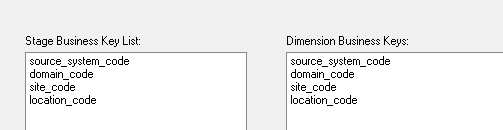 Stage Business Key List:
source_system_code
domain_code
site_code
location_code
Dimension Business Keys:
source_system_code
domain_code
site_code
location_code